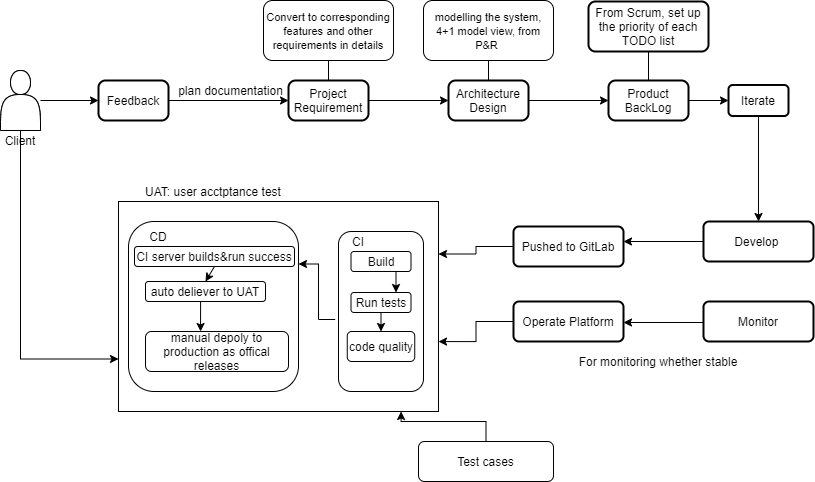 Convert to corresponding
features and other
requirements in details
modelling the system,
4+1 model view, from
P&R
From Scrum, set up
the priority of each
TODO list
Client
Feedback
plan documentation
Project
Requirement
Architecture
Design
Product
BackLog
Iterate
UAT: user acctptance test
CD
CI server builds&run success
auto deliever to UAT
manual depoly to
production as offical
releases
CI
Build
Run tests
code quality
Pushed to GitLab
Develop
Operate Platform
Monitor
For monitoring whether stable
Test cases